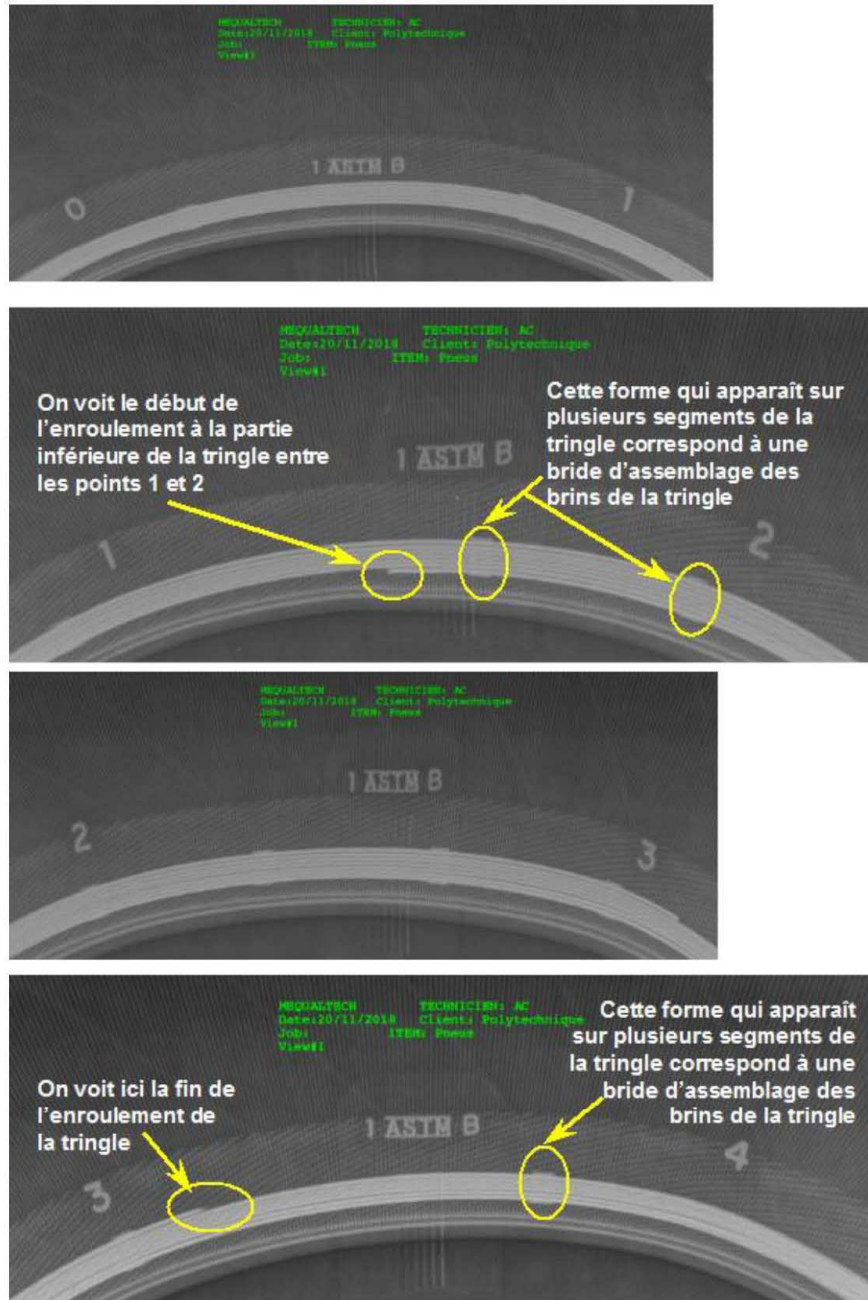 MEQUALTECH TECHNICIEN: AC
Date:20/11/2018 Client: Polytechnique
Job: ITEM: Pneus
View#1
1 ASTM B
0 1
MEQUALTECH TECHNICIEN: AC
Date:20/11/2018 Client: Polytechnique
Job: ITEM: Pneus
View#1
On voit le début de
l'enroulement à la partie
inférieure de la tringle entre
les points 1 et 2
Cette forme qui apparaît sur
plusieurs segments de la
tringle correspond à une
bride d'assemblage des
brins de la tringle
1 ASTM B
1 2
MEQUALTECH TECHNICIEN: AC
Date:20/11/2018 Client: Polytechnique
Job: ITEM: Pneus
View#1
1 ASTM B
2 3
MEQUALTECH TECHNICIEN: AC
Date:20/11/2018 Client: Polytechnique
Job: ITEM: Pneus
View#1
On voit ici la fin de
l'enroulement de
la tringle
Cette forme qui apparaît
sur plusieurs segments de
la tringle correspond à une
bride d'assemblage des
brins de la tringle
1 ASTM B
3 4